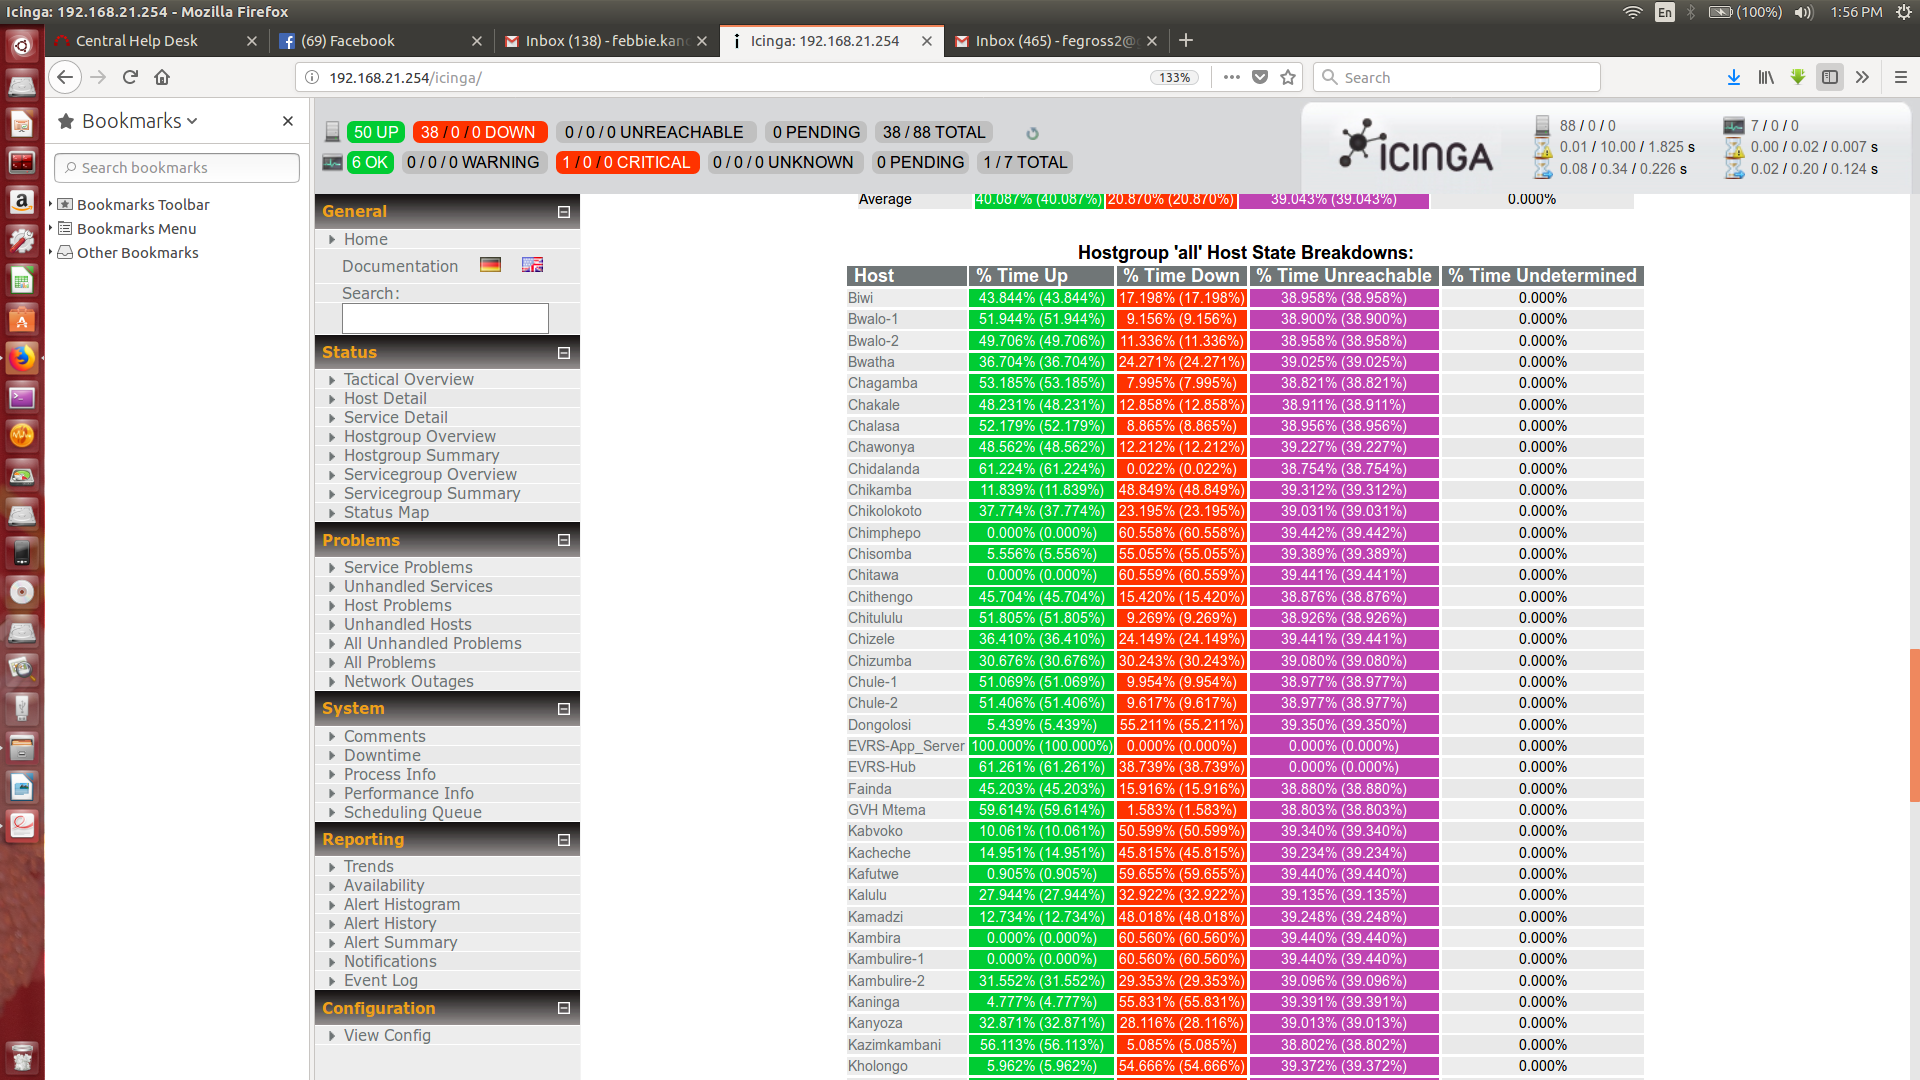 Icinga: 192.168.21.254 - Mozilla Firefox
En (100%) 1:56 PM
Central Help Desk
(69) Facebook
Inbox (138) - febbie.kan
Icinga: 192.168.21.254
Inbox (465) - fegross2@
192.168.21.254/icinga/
133%
Search
Bookmarks
Search bookmarks
Bookmarks Toolbar
Bookmarks Menu
Other Bookmarks
50 UP 38 / 0 / 0 DOWN 0 / 0 / 0 UNREACHABLE 0 PENDING 38 / 88 TOTAL
6 OK 0 / 0 / 0 WARNING 1 / 0 / 0 CRITICAL 0 / 0 / 0 UNKNOWN 0 PENDING 1 / 7 TOTAL
ICINGA
88 / 0 / 0 7 / 0 / 0
0.01 / 10.00 / 1.825 s 0.00 / 0.02 / 0.007 s
0.08 / 0.34 / 0.226 s 0.02 / 0.20 / 0.124 s
General
Home
Documentation
Search:
Status
Tactical Overview
Host Detail
Service Detail
Hostgroup Overview
Hostgroup Summary
Servicegroup Overview
Servicegroup Summary
Status Map
Problems
Service Problems
Unhandled Services
Host Problems
Unhandled Hosts
All Unhandled Problems
All Problems
Network Outages
System
Comments
Downtime
Process Info
Performance Info
Scheduling Queue
Reporting
Trends
Availability
Alert Histogram
Alert History
Alert Summary
Notifications
Event Log
Configuration
View Config
Average 40.087% (40.087%) 20.870% (20.870%) 39.043% (39.043%) 0.000%
Hostgroup 'all' Host State Breakdowns:
Host % Time Up % Time Down % Time Unreachable % Time Undetermined
Biwi 43.844% (43.844%) 17.198% (17.198%) 38.958% (38.958%) 0.000%
Bwalo-1 51.944% (51.944%) 9.156% (9.156%) 38.900% (38.900%) 0.000%
Bwalo-2 49.706% (49.706%) 11.336% (11.336%) 38.958% (38.958%) 0.000%
Bwatha 36.704% (36.704%) 24.271% (24.271%) 39.025% (39.025%) 0.000%
Chagamba 53.185% (53.185%) 7.995% (7.995%) 38.821% (38.821%) 0.000%
Chakale 48.231% (48.231%) 12.858% (12.858%) 38.911% (38.911%) 0.000%
Chalasa 52.179% (52.179%) 8.865% (8.865%) 38.956% (38.956%) 0.000%
Chawonya 48.562% (48.562%) 12.212% (12.212%) 39.227% (39.227%) 0.000%
Chidalanda 61.224% (61.224%) 0.022% (0.022%) 38.754% (38.754%) 0.000%
Chikamba 11.839% (11.839%) 48.849% (48.849%) 39.312% (39.312%) 0.000%
Chikolokoto 37.774% (37.774%) 23.195% (23.195%) 39.031% (39.031%) 0.000%
Chimphepo 0.000% (0.000%) 60.558% (60.558%) 39.442% (39.442%) 0.000%
Chisomba 5.556% (5.556%) 55.055% (55.055%) 39.389% (39.389%) 0.000%
Chitawa 0.000% (0.000%) 60.559% (60.559%) 39.441% (39.441%) 0.000%
Chithengo 45.704% (45.704%) 15.420% (15.420%) 38.876% (38.876%) 0.000%
Chitululu 51.805% (51.805%) 9.269% (9.269%) 38.926% (38.926%) 0.000%
Chizele 36.410% (36.410%) 24.149% (24.149%) 39.441% (39.441%) 0.000%
Chizumba 30.676% (30.676%) 30.243% (30.243%) 39.080% (39.080%) 0.000%
Chule-1 51.069% (51.069%) 9.954% (9.954%) 38.977% (38.977%) 0.000%
Chule-2 51.406% (51.406%) 9.617% (9.617%) 38.977% (38.977%) 0.000%
Dongolosi 5.439% (5.439%) 55.211% (55.211%) 39.350% (39.350%) 0.000%
EVRS-App_Server 100.000% (100.000%) 0.000% (0.000%) 0.000% (0.000%) 0.000%
EVRS-Hub 61.261% (61.261%) 38.739% (38.739%) 0.000% (0.000%) 0.000%
Fainda 45.203% (45.203%) 15.916% (15.916%) 38.880% (38.880%) 0.000%
GVH Mtema 59.614% (59.614%) 1.583% (1.583%) 38.803% (38.803%) 0.000%
Kabvoko 10.061% (10.061%) 50.599% (50.599%) 39.340% (39.340%) 0.000%
Kacheche 14.951% (14.951%) 45.815% (45.815%) 39.234% (39.234%) 0.000%
Kafutwe 0.905% (0.905%) 59.655% (59.655%) 39.440% (39.440%) 0.000%
Kalulu 27.944% (27.944%) 32.922% (32.922%) 39.135% (39.135%) 0.000%
Kamadzi 12.734% (12.734%) 48.018% (48.018%) 39.248% (39.248%) 0.000%
Kambira 0.000% (0.000%) 60.560% (60.560%) 39.440% (39.440%) 0.000%
Kambulire-1 0.000% (0.000%) 60.560% (60.560%) 39.440% (39.440%) 0.000%
Kambulire-2 31.552% (31.552%) 29.353% (29.353%) 39.096% (39.096%) 0.000%
Kaninga 4.777% (4.777%) 55.831% (55.831%) 39.391% (39.391%) 0.000%
Kanyoza 32.871% (32.871%) 28.116% (28.116%) 39.013% (39.013%) 0.000%
Kazimkambani 56.113% (56.113%) 5.085% (5.085%) 38.802% (38.802%) 0.000%
Kholongo 5.962% (5.962%) 54.666% (54.666%) 39.372% (39.372%) 0.000%